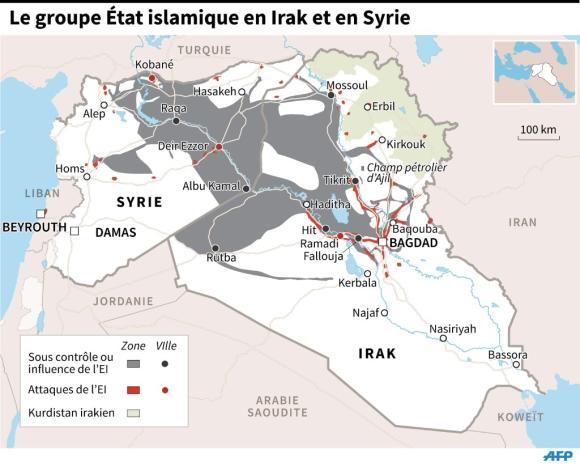 Le groupe État islamique en Irak et en Syrie
TURQUIE
Kobané
Hasakeh
Mossoul
Alep
Raqa
Erbil
100 km
Deir Ezzor
Kirkouk
Homs
Albu Kamal
Tikrit
Champ pétrolier
d'Ajil
LIBAN
SYRIE
Haditha
IRAN
BEYROUTH
DAMAS
Hit
Baqouba
Ramadi
BAGDAD
Fallouja
Rutba
Kerbala
JORDANIE
Najaf
Nasiriyah
IRAK
Bassora
Zone
VIlle
Sous contrôle ou
influence de l'EI
Attaques de l'EI
Kurdistan irakien
ARABIE
SAOUDITE
KOWEÏT
AFP